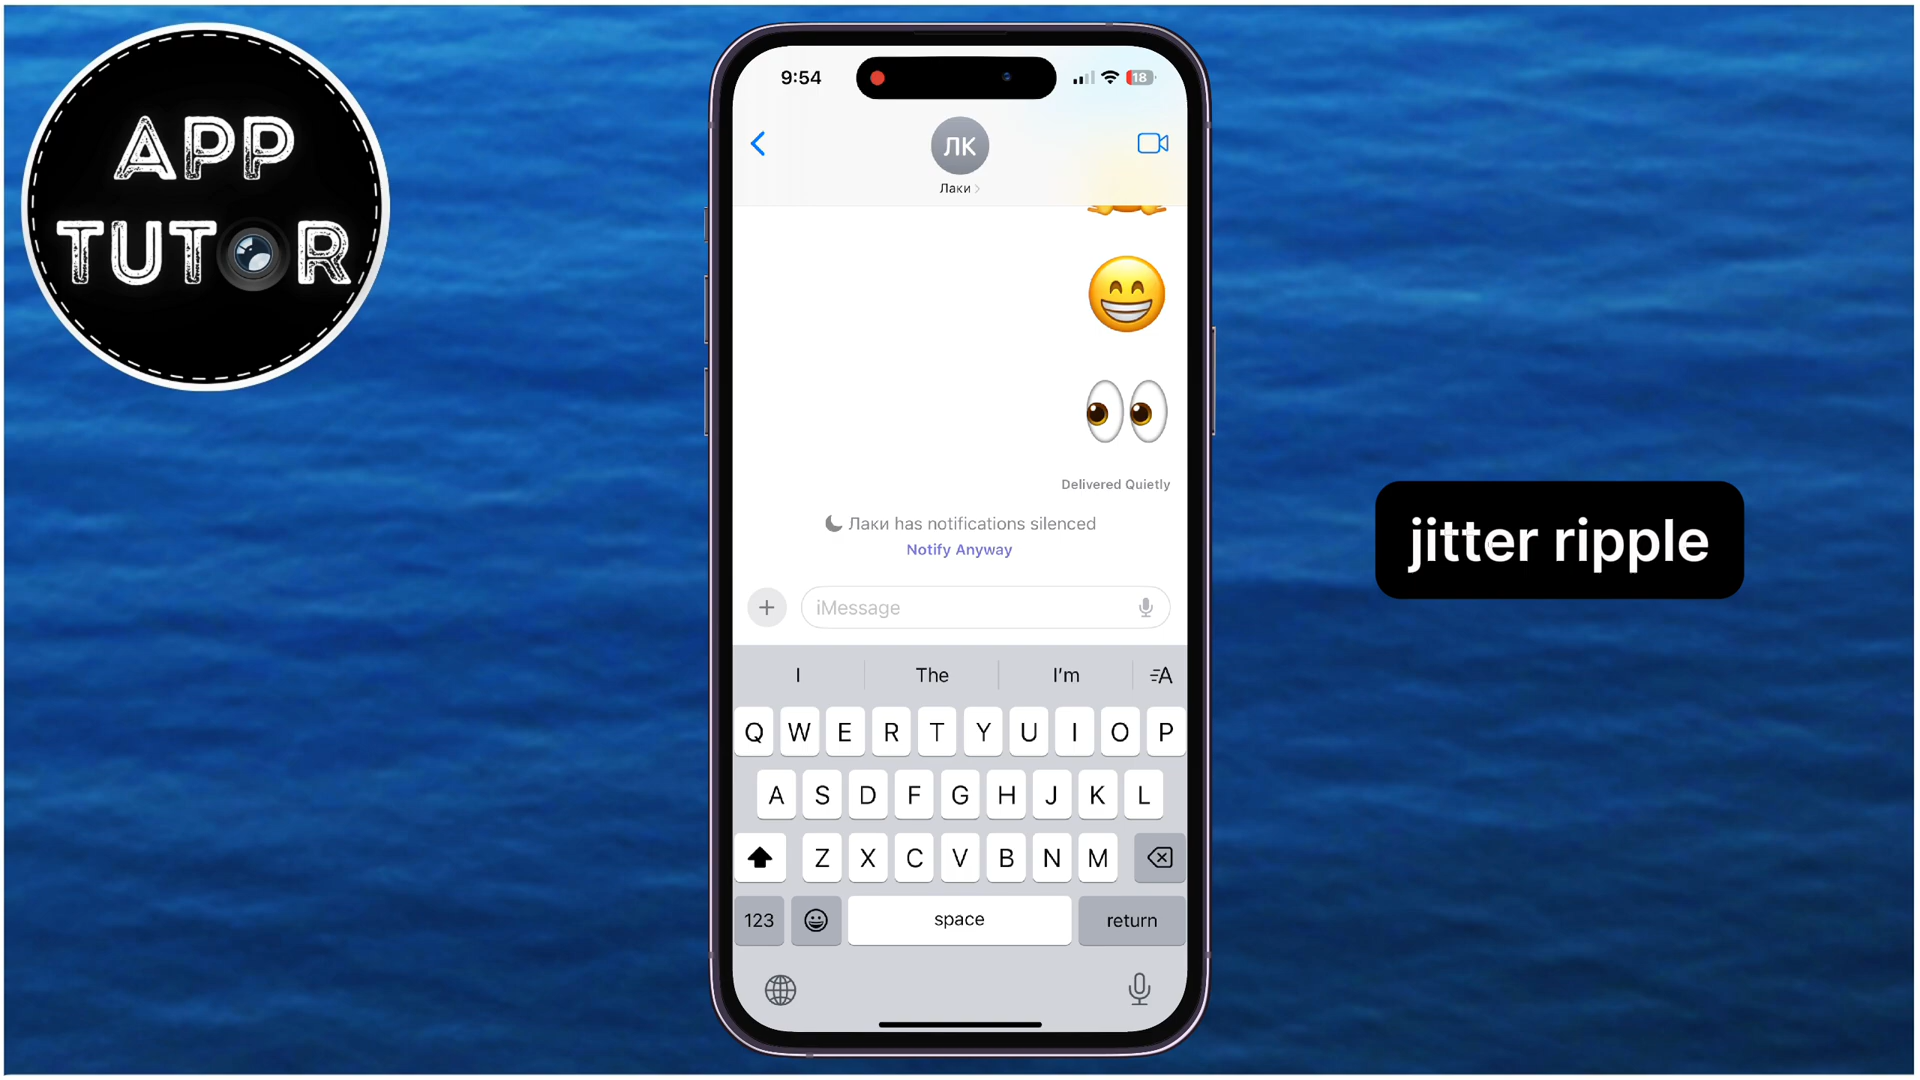 APP
TUTOR
9:54
18
ЛК
Лаки
Delivered Quietly
Лаки has notifications silenced
Notify Anyway
iMessage
I The I'm A
Q W E R T Y U I O P
A S D F G H J K L
Z X C V B N M
123 space return
jitter ripple